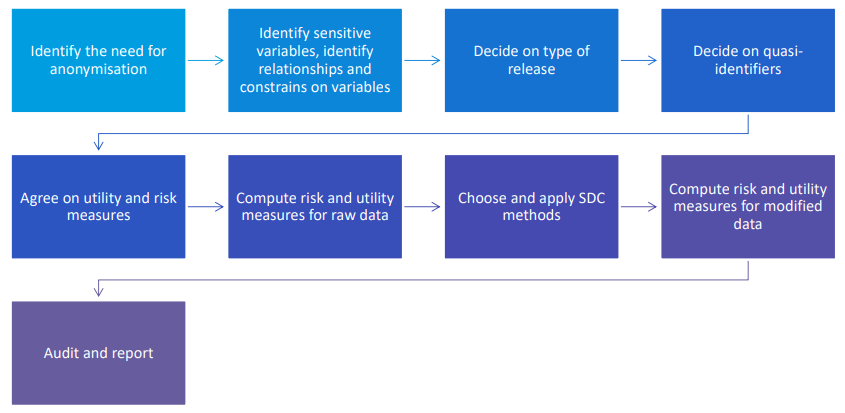 Identify the need for
anonymisation
Identify sensitive
variables, identify
relationships and
constrains on variables
Decide on type of
release
Decide on quasi-
identifiers
Agree on utility and risk
measures
Compute risk and utility
measures for raw data
Choose and apply SDC
methods
Compute risk and utility
measures for modified
data
Audit and report